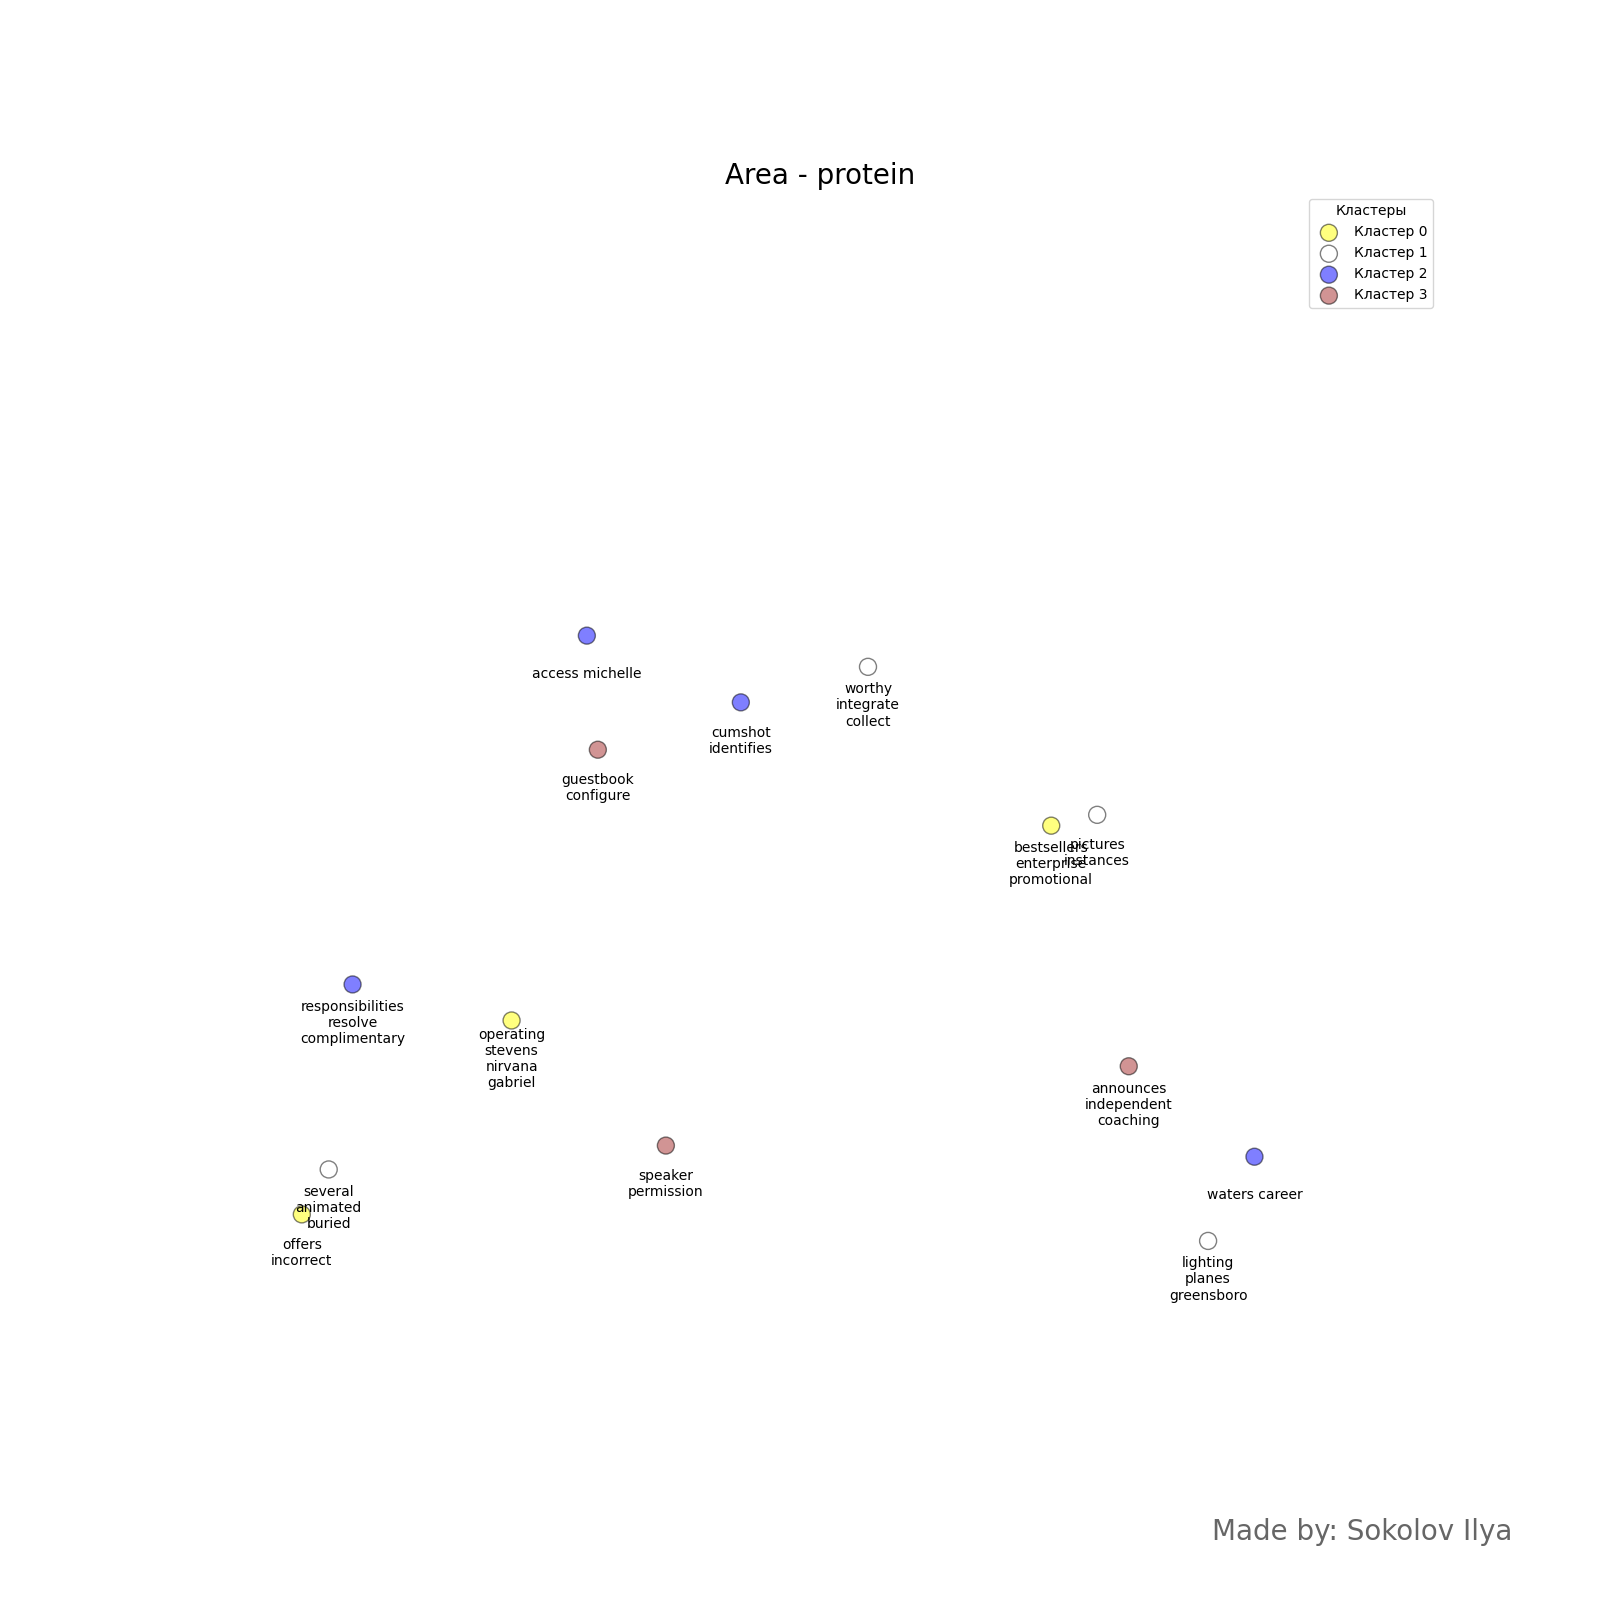 Area - protein
Кластеры
Кластер 0
Кластер 1
Кластер 2
Кластер 3
access michelle
worthy
integrate
collect
cumshot
identifies
guestbook
configure
bestsellers
enterprise
promotional
pictures
instances
responsibilities
resolve
complimentary
operating
stevens
nirvana
gabriel
announces
independent
coaching
speaker
permission
waters career
several
animated
buried
offers
incorrect
lighting
planes
greensboro
Made by: Sokolov Ilya